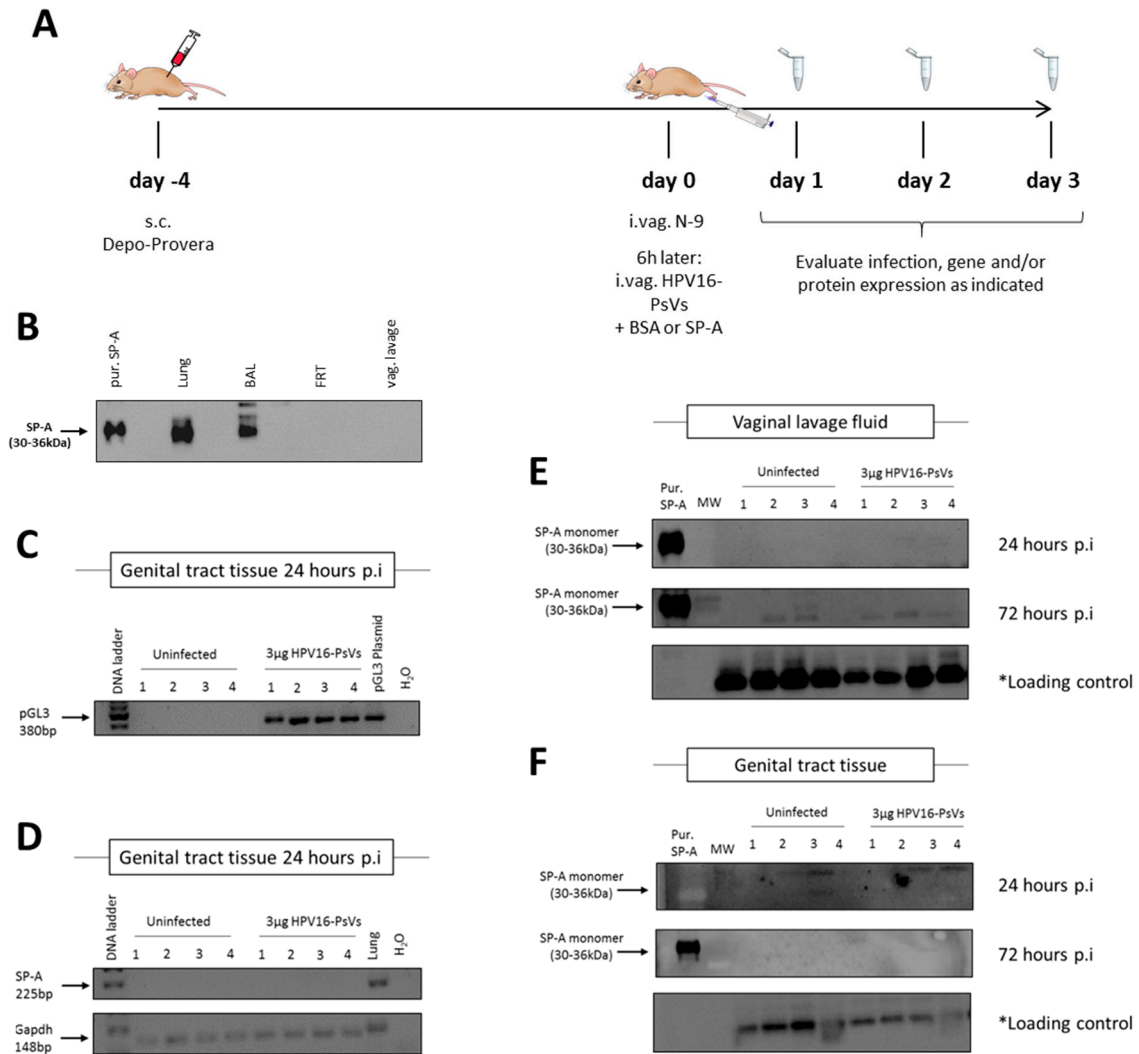 A
day -4
day 0
day 1
day 2
day 3
s.c.
Depo-Provera
i.vag. N-9
6h later:
i.vag. HPV16-
PsVs
+ BSA or SP-A
Evaluate infection, gene and/or
protein expression as indicated
B
pur. SP-A
Lung
BAL
FRT
vag. lavage
SP-A
(30-36kDa)
C
Genital tract tissue 24 hours p.i
DNA ladder
Uninfected
3µg HPV16-PsVs
pGL3 Plasmid
H₂O
1 2 3 4 1 2 3 4
pGL3
380bp
D
Genital tract tissue 24 hours p.i
DNA ladder
Uninfected
3µg HPV16-PsVs
Lung
H₂O
1 2 3 4 1 2 3 4
SP-A
225bp
Gapdh
148bp
Vaginal lavage fluid
E
Uninfected
3µg HPV16-PsVs
Pur.
SP-A
MW
1 2 3 4 1 2 3 4
SP-A monomer
(30-36kDa)
24 hours p.i
SP-A monomer
(30-36kDa)
72 hours p.i
*Loading control
F
Genital tract tissue
Uninfected
3µg HPV16-PsVs
Pur.
SP-A
MW
1 2 3 4 1 2 3 4
SP-A monomer
(30-36kDa)
24 hours p.i
SP-A monomer
(30-36kDa)
72 hours p.i
*Loading control